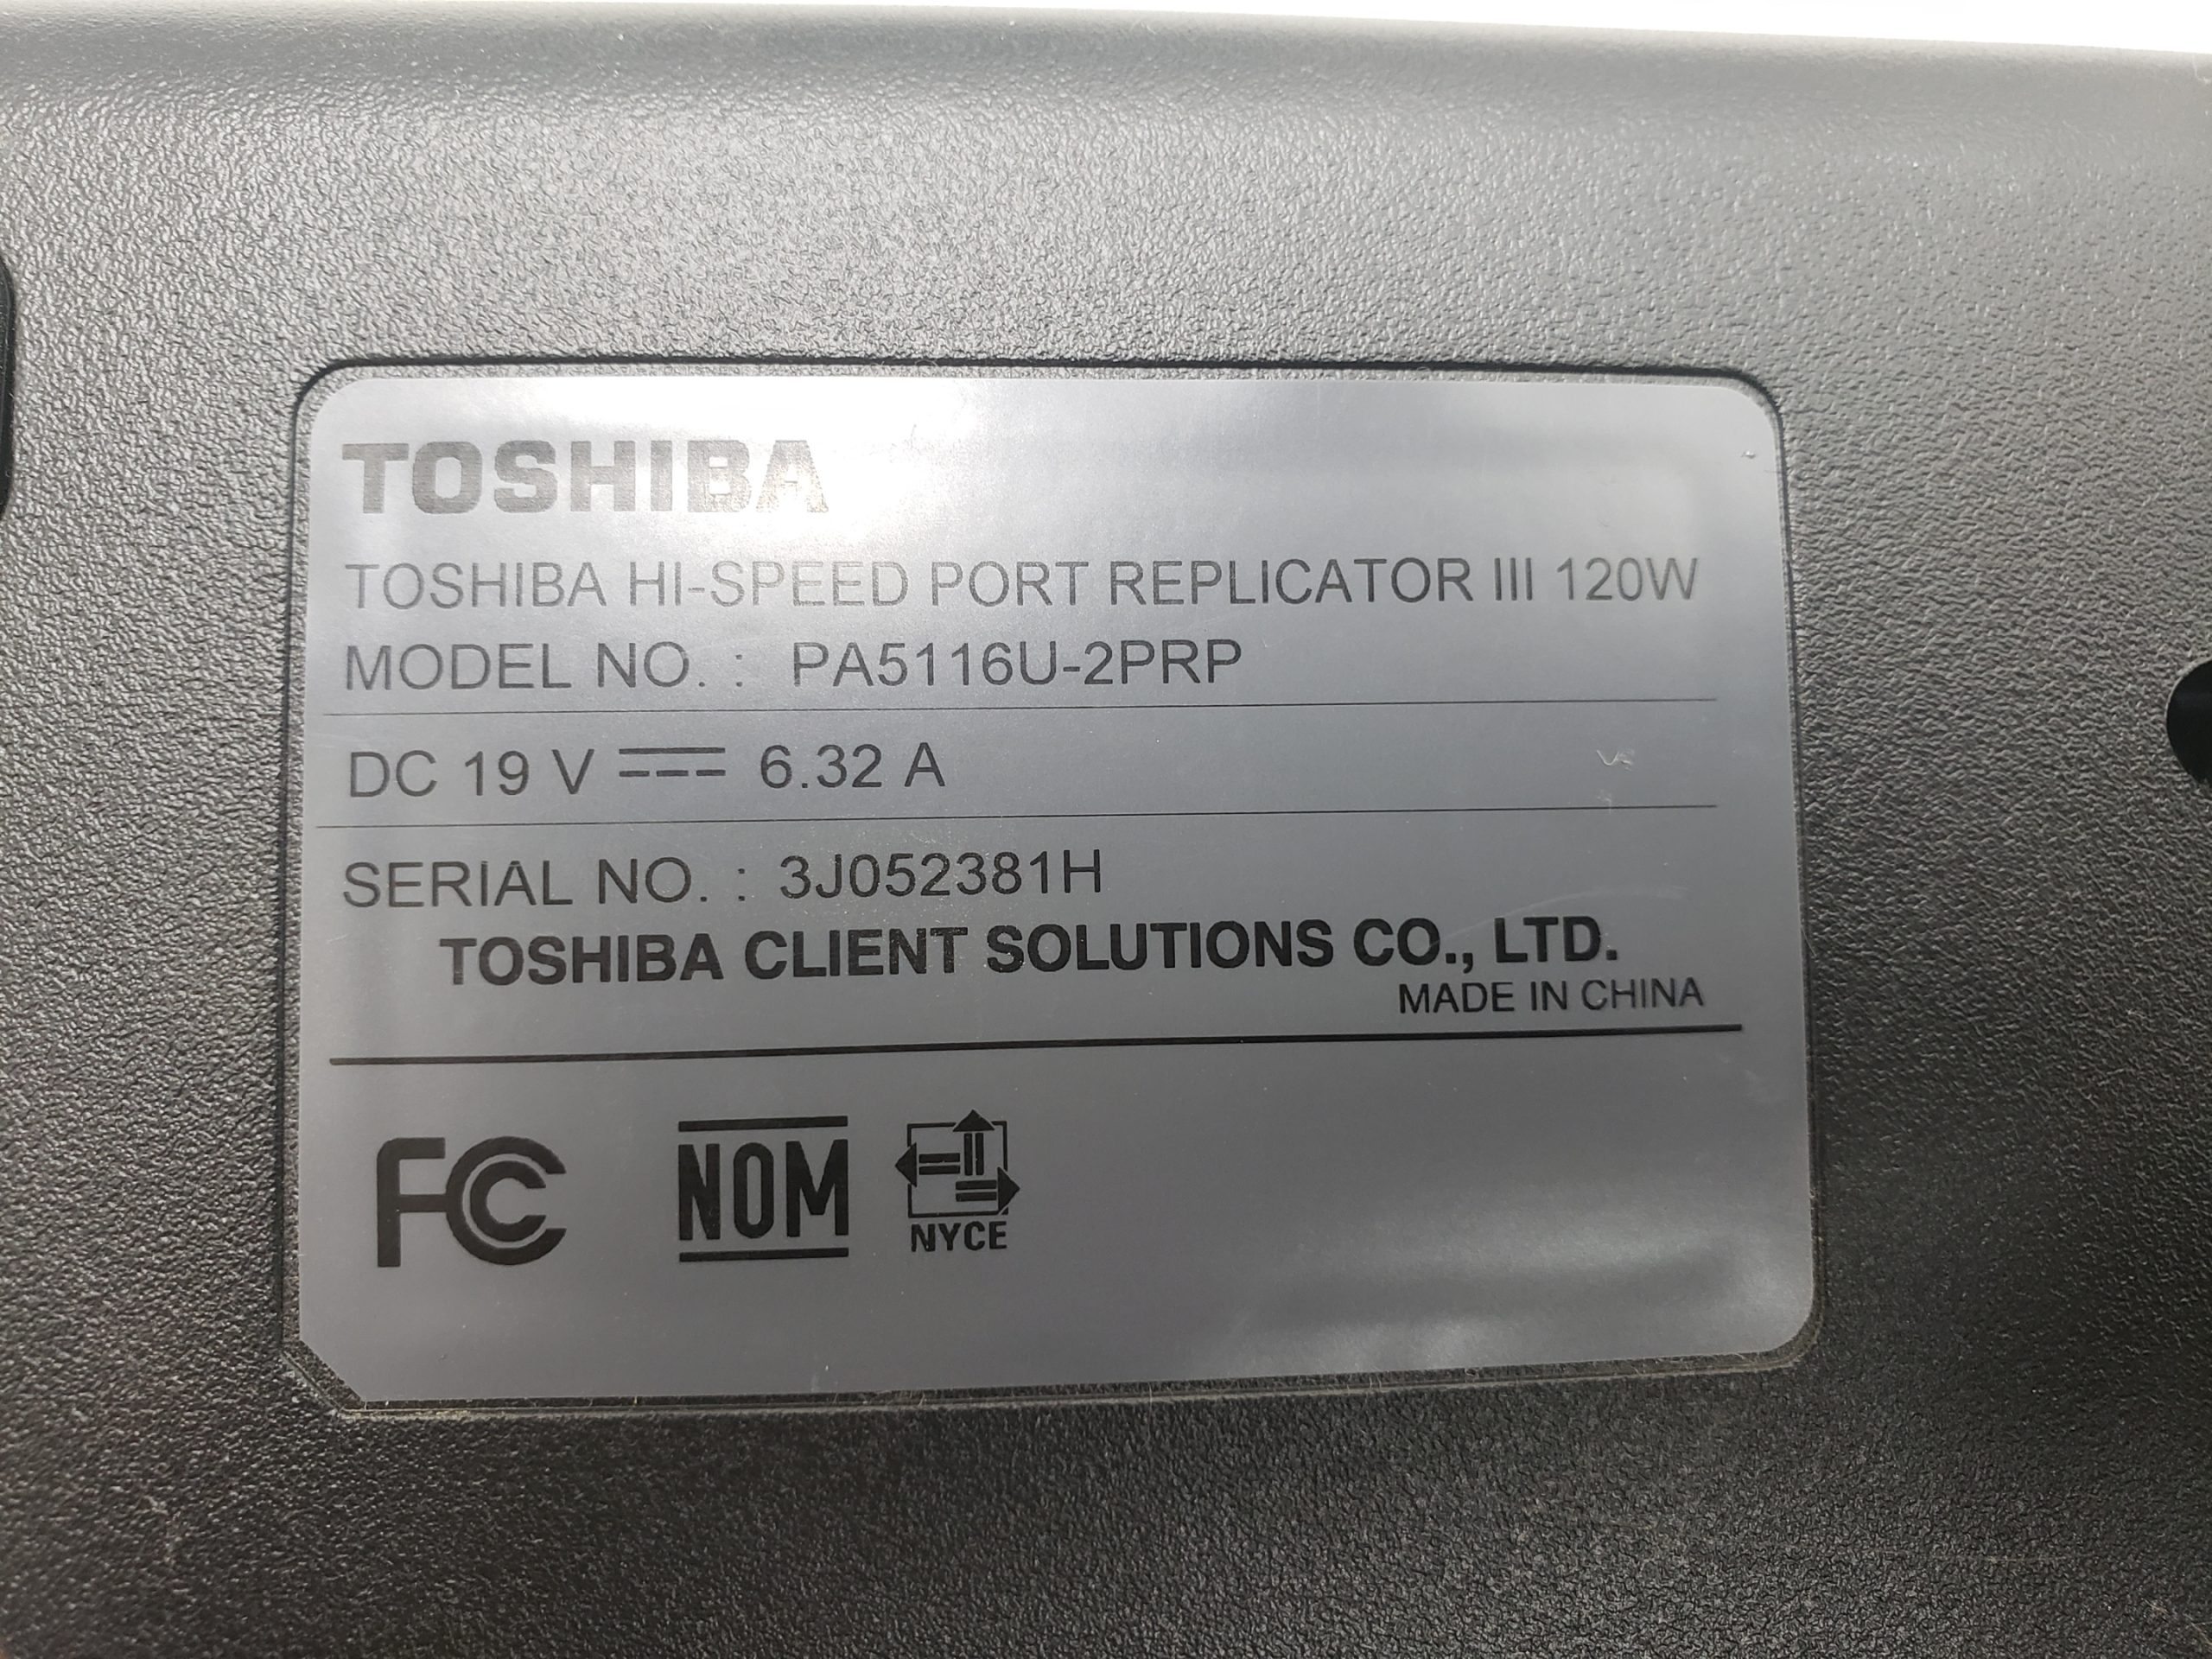 TOSHIBA
TOSHIBA HI-SPEED PORT REPLICATOR III 120W
MODEL NO. : PA5116U-2PRP
DC 19 V ⎓ 6.32 A
SERIAL NO. : 3J052381H
TOSHIBA CLIENT SOLUTIONS CO., LTD.
MADE IN CHINA
FC NOM
NYCE